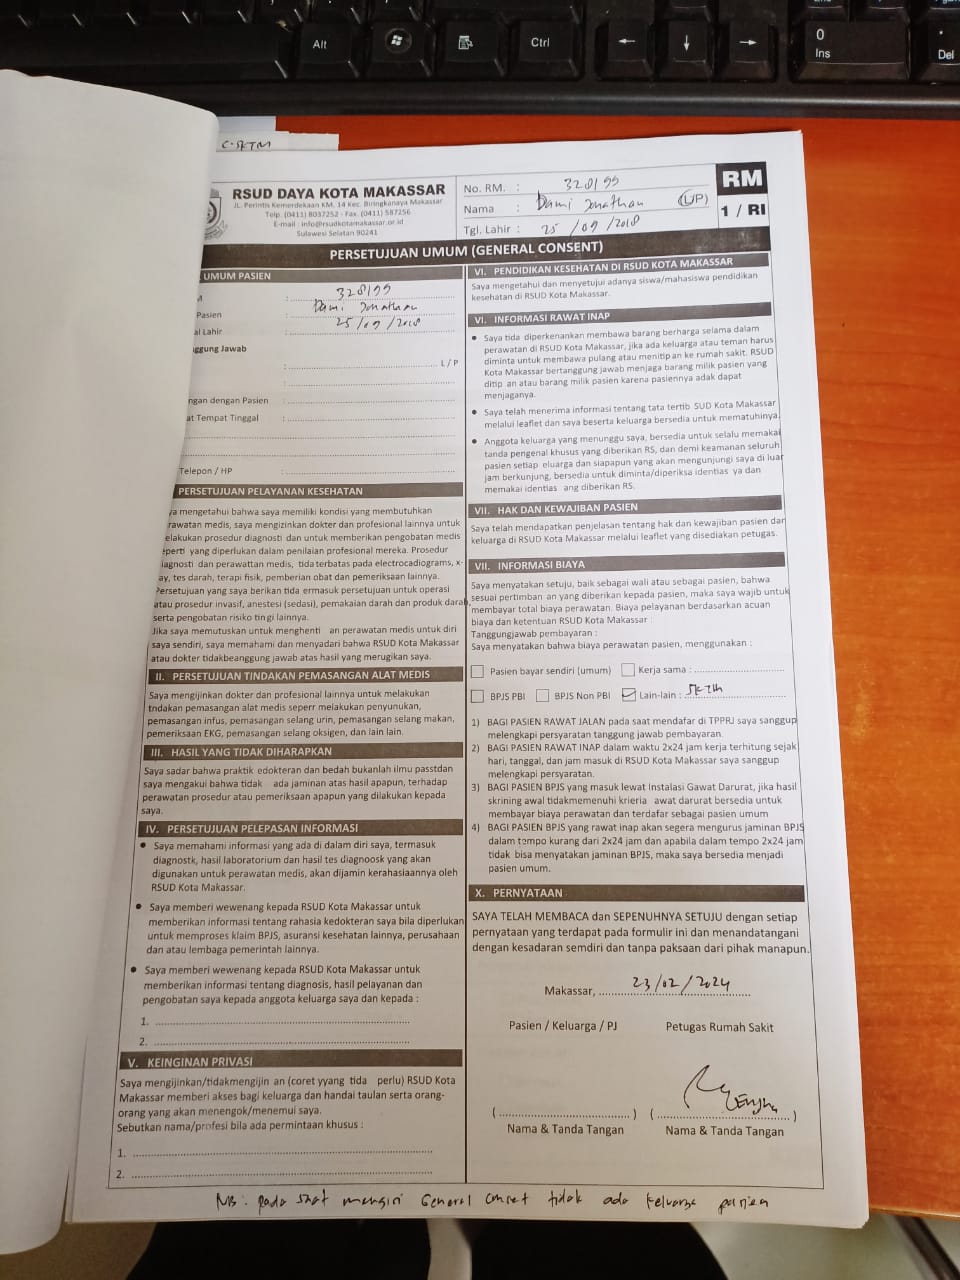 Alt
Ctrl
0
Ins
Del
C-SKTM
RSUD DAYA KOTA MAKASSAR
JL. Perintis Kemerdekaan KM. 14 Kec. Biringkanaya Makassar
Telp. (0411) 8037252 - Fax. (0411) 587256
E-mail : info@rsudkotamakassar.or.id
Sulawesi Selatan 90241
No. RM. : 328199
Nama :
Jonathan (L/P)
Tgl. Lahir : 25 / 09 / 2018
RM
1 / RI
PERSETUJUAN UMUM (GENERAL CONSENT)
UMUM PASIEN
M : 328199
Pasien :
Jonathan
al Lahir : 25 / 09 / 2018
ggung Jawab
: L / P
:
ngan dengan Pasien :
at Tempat Tinggal :
Telepon / HP :
PERSETUJUAN PELAYANAN KESEHATAN
ya mengetahui bahwa saya memiliki kondisi yang membutuhkan
rawatan medis, saya mengizinkan dokter dan profesional lainnya untuk
elakukan prosedur diagnosti dan untuk memberikan pengobatan medis
eperti yang diperlukan dalam penilaian profesional mereka. Prosedur
iagnosti dan perawattan medis, tida terbatas pada electrocadiograms, x-
ay, tes darah, terapi fisik, pemberian obat dan pemeriksaan lainnya.
Persetujuan yang saya berikan tida ermasuk persetujuan untuk operasi
atau prosedur invasif, anestesi (sedasi), pemakaian darah dan produk darah,
serta pengobatan risiko tingi lainnya.
Jika saya memutuskan untuk menghenti an perawatan medis untuk diri
saya sendiri, saya memahami dan menyadari bahwa RSUD Kota Makassar
atau dokter tidakbeanggung jawab atas hasil yang merugikan saya.
II. PERSETUJUAN TINDAKAN PEMASANGAN ALAT MEDIS
Saya mengijinkan dokter dan profesional lainnya untuk melakukan
tndakan pemasangan alat medis seperr melakukan penyunukan,
pemasangan infus, pemasangan selang urin, pemasangan selang makan,
pemeriksaan EKG, pemasangan selang oksigen, dan lain lain.
III. HASIL YANG TIDAK DIHARAPKAN
Saya sadar bahwa praktik edokteran dan bedah bukanlah ilmu passtdan
saya mengakui bahwa tidak ada jaminan atas hasil apapun, terhadap
perawatan prosedur atau pemeriksaan apapun yang dilakukan kepada
saya.
IV. PERSETUJUAN PELEPASAN INFORMASI
• Saya memahami informasi yang ada di dalam diri saya, termasuk
diagnostk, hasil laboratorium dan hasil tes diagnoosk yang akan
digunakan untuk perawatan medis, akan dijamin kerahasiaannya oleh
RSUD Kota Makassar.
• Saya memberi wewenang kepada RSUD Kota Makassar untuk
memberikan informasi tentang rahasia kedokteran saya bila diperlukan
untuk memproses klaim BPJS, asuransi kesehatan lainnya, perusahaan
dan atau lembaga pemerintah lainnya.
• Saya memberi wewenang kepada RSUD Kota Makassar untuk
memberikan informasi tentang diagnosis, hasil pelayanan dan
pengobatan saya kepada anggota keluarga saya dan kepada :
1.
2.
V. KEINGINAN PRIVASI
Saya mengijinkan/tidakmengijin an (coret yyang tida perlu) RSUD Kota
Makassar memberi akses bagi keluarga dan handai taulan serta orang-
orang yang akan menengok/menemui saya.
Sebutkan nama/profesi bila ada permintaan khusus :
1.
2.
VI. PENDIDIKAN KESEHATAN DI RSUD KOTA MAKASSAR
Saya mengetahui dan menyetujui adanya siswa/mahasiswa pendidikan
kesehatan di RSUD Kota Makassar.
VI. INFORMASI RAWAT INAP
• Saya tida diperkenankan membawa barang berharga selama dalam
perawatan di RSUD Kota Makassar, jika ada keluarga atau teman harus
diminta untuk membawa pulang atau menitip an ke rumah sakit. RSUD
Kota Makassar bertanggung jawab menjaga barang milik pasien yang
ditip an atau barang milik pasien karena pasiennya adak dapat
menjaganya.
• Saya telah menerima informasi tentang tata tertib SUD Kota Makassar
melalui leaflet dan saya beserta keluarga bersedia untuk mematuhinya.
• Anggota keluarga yang menunggu saya, bersedia untuk selalu memakai
tanda pengenal khusus yang diberikan RS, dan demi keamanan seluruh
pasien setiap eluarga dan siapapun yang akan mengunjungi saya di luar
jam berkunjung, bersedia untuk diminta/diperiksa identias ya dan
memakai identias ang diberikan RS.
VII. HAK DAN KEWAJIBAN PASIEN
Saya telah mendapatkan penjelasan tentang hak dan kewajiban pasien dar
keluarga di RSUD Kota Makassar melalui leaflet yang disediakan petugas.
VII. INFORMASI BIAYA
Saya menyatakan setuju, baik sebagai wali atau sebagai pasien, bahwa
sesuai pertimban an yang diberikan kepada pasien, maka saya wajib untuk
membayar total biaya perawatan. Biaya pelayanan berdasarkan acuan
biaya dan ketentuan RSUD Kota Makassar :
Tanggungjawab pembayaran :
Saya menyatakan bahwa biaya perawatan pasien, menggunakan :
Pasien bayar sendiri (umum) Kerja sama :
BPJS PBI BPJS Non PBI Lain-lain : SKTM
1) BAGI PASIEN RAWAT JALAN pada saat mendafar di TPPRJ saya sanggup
melengkapi persyaratan tanggung jawab pembayaran.
2) BAGI PASIEN RAWAT INAP dalam waktu 2x24 jam kerja terhitung sejak
hari, tanggal, dan jam masuk di RSUD Kota Makassar saya sanggup
melengkapi persyaratan.
3) BAGI PASIEN BPJS yang masuk lewat Instalasi Gawat Darurat, jika hasil
skrining awal tidakmemenuhi krieria awat darurat bersedia untuk
membayar biaya perawatan dan terdafar sebagai pasien umum
4) BAGI PASIEN BPJS yang rawat inap akan segera mengurus jaminan BPJS
dalam tempo kurang dari 2x24 jam dan apabila dalam tempo 2x24 jam
tidak bisa menyatakan jaminan BPJS, maka saya bersedia menjadi
pasien umum.
X. PERNYATAAN
SAYA TELAH MEMBACA dan SEPENUHNYA SETUJU dengan setiap
pernyataan yang terdapat pada formulir ini dan menandatangani
dengan kesadaran semdiri dan tanpa paksaan dari pihak manapun.
Makassar, 23/02/2024
Pasien / Keluarga / PJ Petugas Rumah Sakit
( ) ( )
Nama & Tanda Tangan Nama & Tanda Tangan
NB : pada saat mengisi General Conset tidak ada keluarga pasien